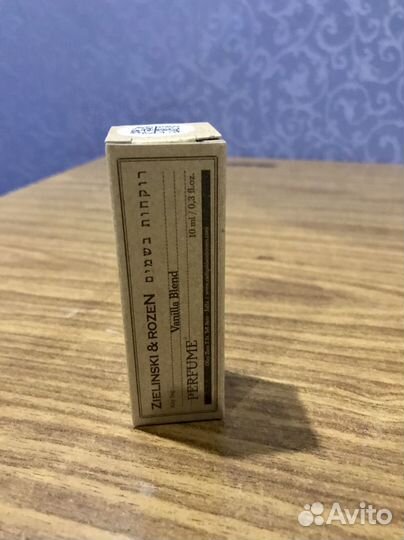 ZIELINSKI & ROZEN רוקחות בשמים
Vanilla Blend
PERFUME 10 ml / 0,3 fl.oz.
Avito